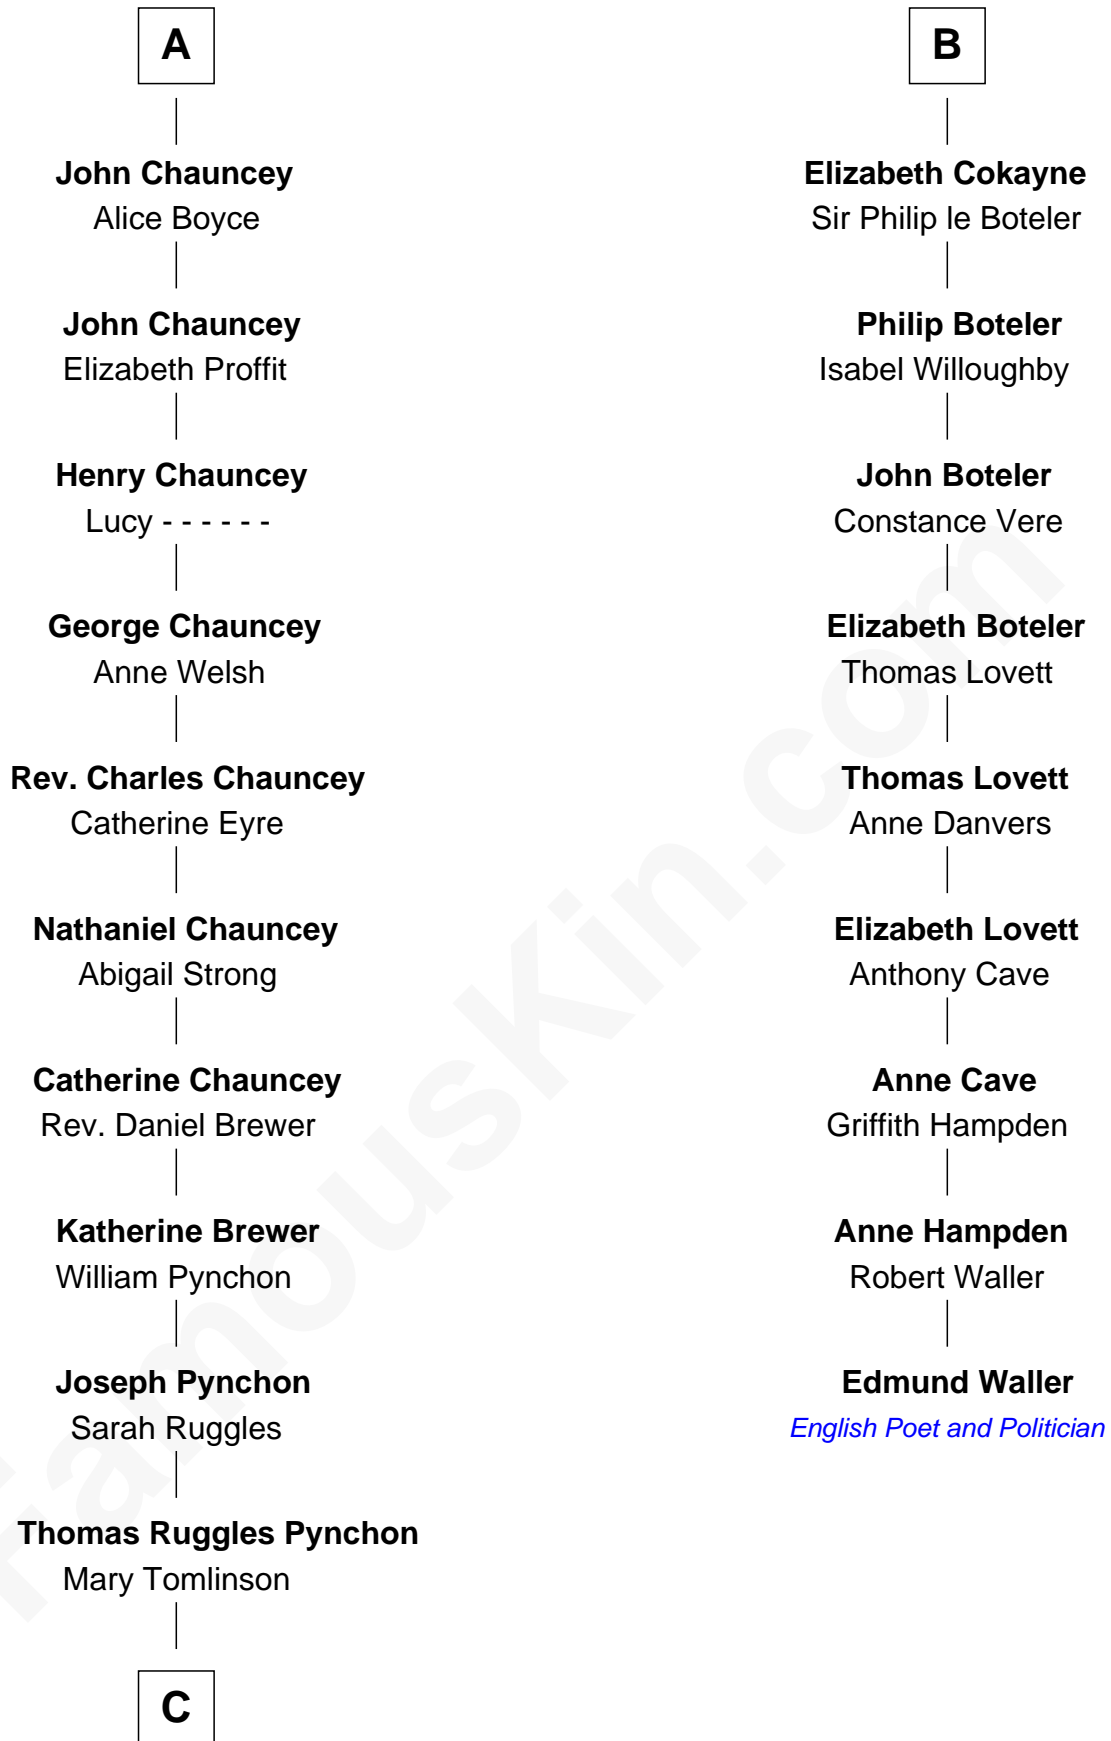 A
John Chauncey
Alice Boyce
John Chauncey
Elizabeth Proffit
Henry Chauncey
Lucy - - - - - -
George Chauncey
Anne Welsh
Rev. Charles Chauncey
Catherine Eyre
Nathaniel Chauncey
Abigail Strong
Catherine Chauncey
Rev. Daniel Brewer
Katherine Brewer
William Pynchon
Joseph Pynchon
Sarah Ruggles
Thomas Ruggles Pynchon
Mary Tomlinson
C
B
Elizabeth Cokayne
Sir Philip le Boteler
Philip Boteler
Isabel Willoughby
John Boteler
Constance Vere
Elizabeth Boteler
Thomas Lovett
Thomas Lovett
Anne Danvers
Elizabeth Lovett
Anthony Cave
Anne Cave
Griffith Hampden
Anne Hampden
Robert Waller
Edmund Waller
English Poet and Politician
FamousKin.com